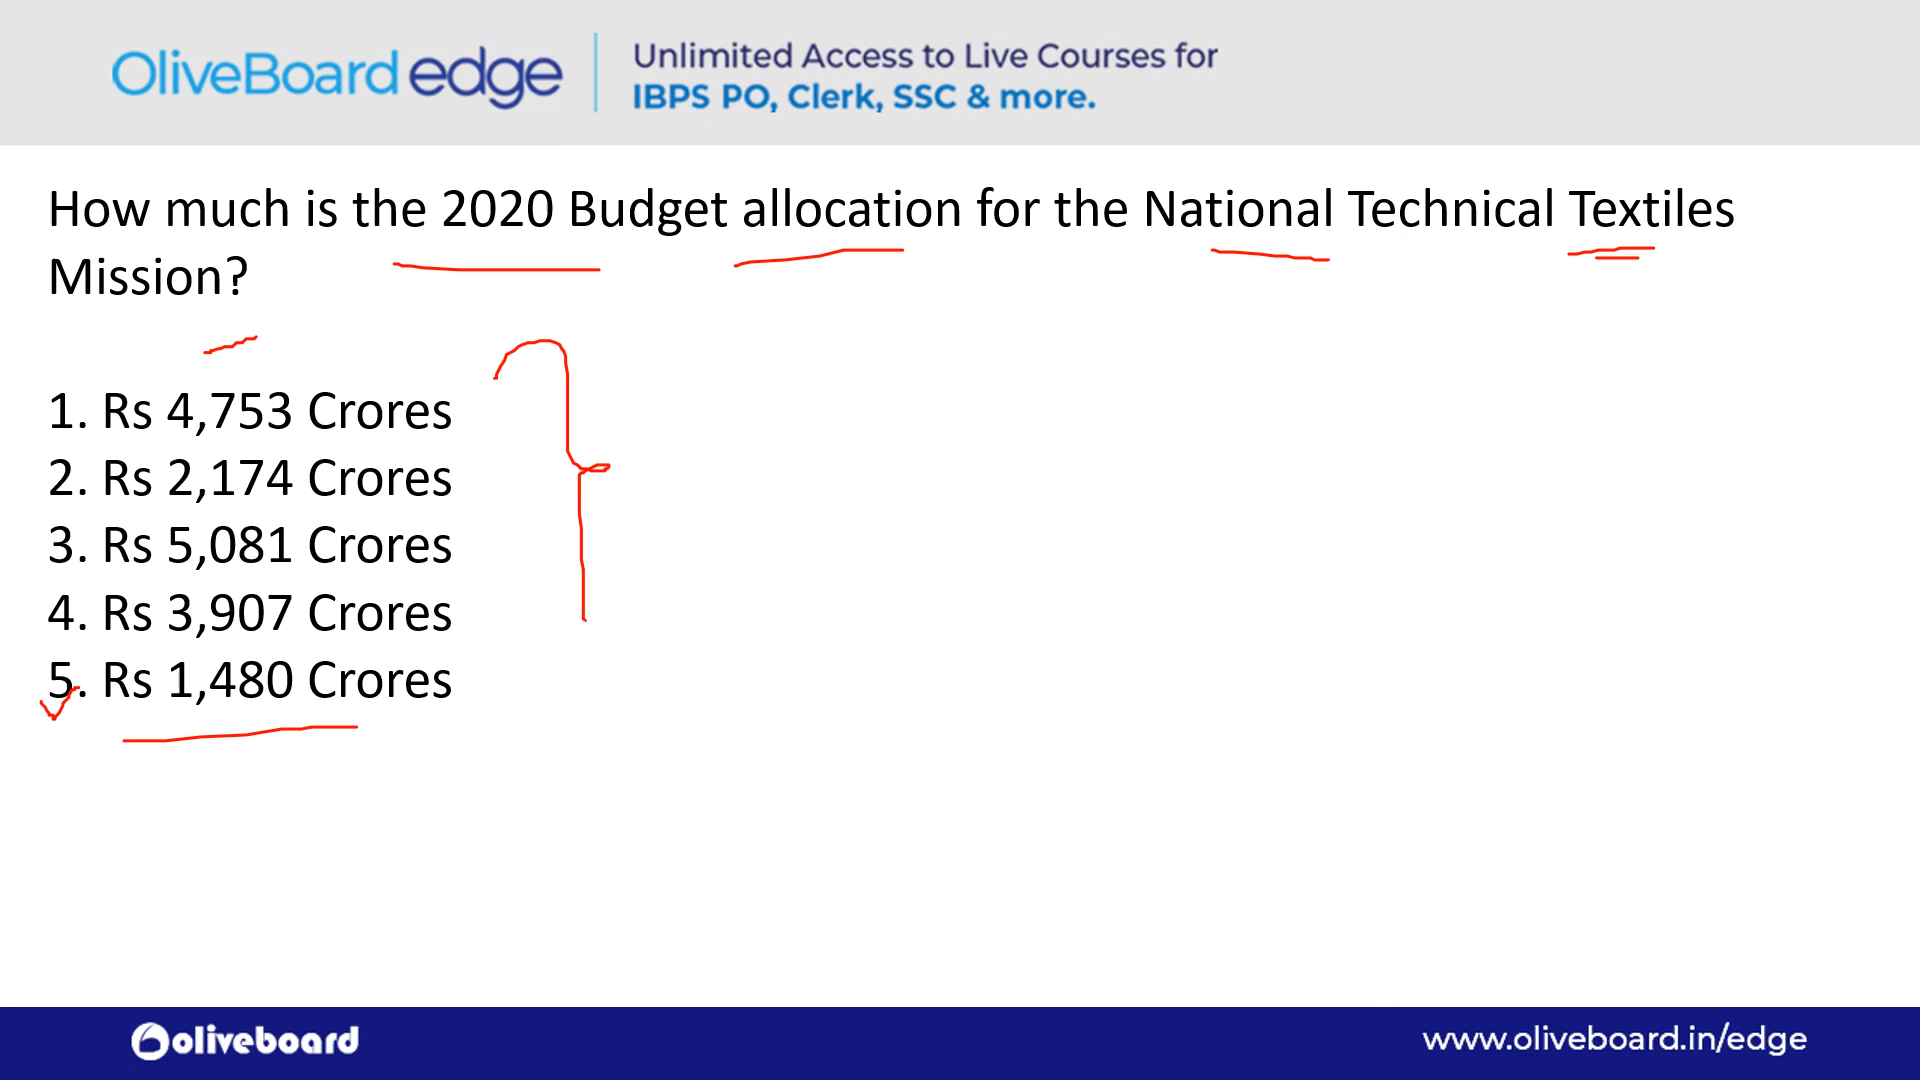 OliveBoard edge
Unlimited Access to Live Courses for
IBPS PO, Clerk, SSC & more.
How much is the 2020 Budget allocation for the National Technical Textiles
Mission?
1. Rs 4,753 Crores
2. Rs 2,174 Crores
3. Rs 5,081 Crores
4. Rs 3,907 Crores
5. Rs 1,480 Crores
oliveboard
www.oliveboard.in/edge